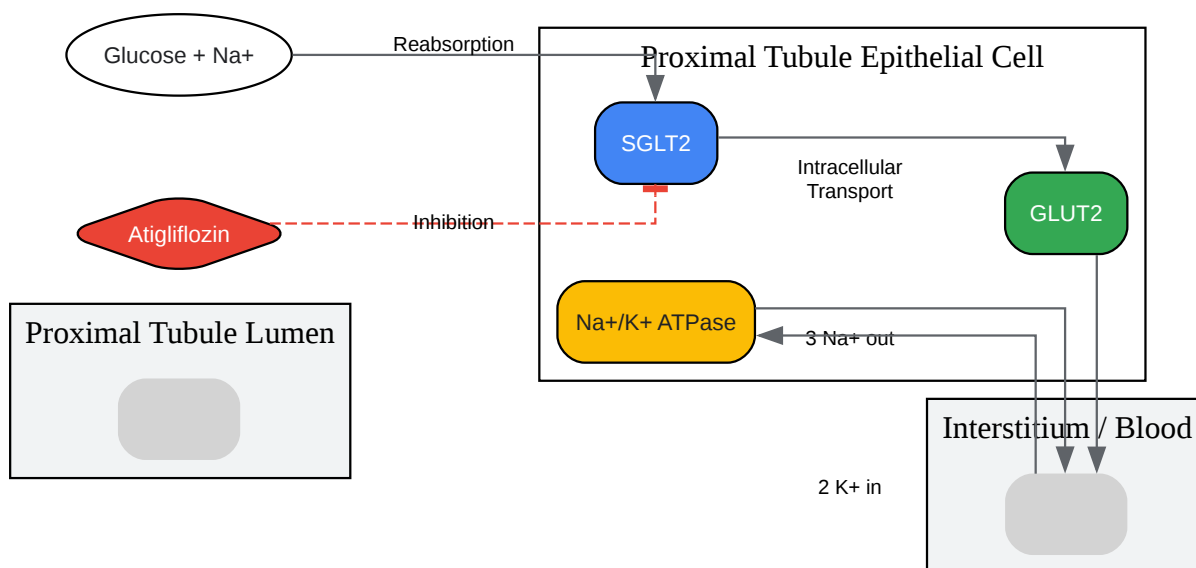 Glucose + Na+
Reabsorption
Proximal Tubule Epithelial Cell
SGLT2
Intracellular
Transport
GLUT2
Atigliflozin
Inhibition
Na+/K+ ATPase
3 Na+ out
Proximal Tubule Lumen
Interstitium / Blood
2 K+ in